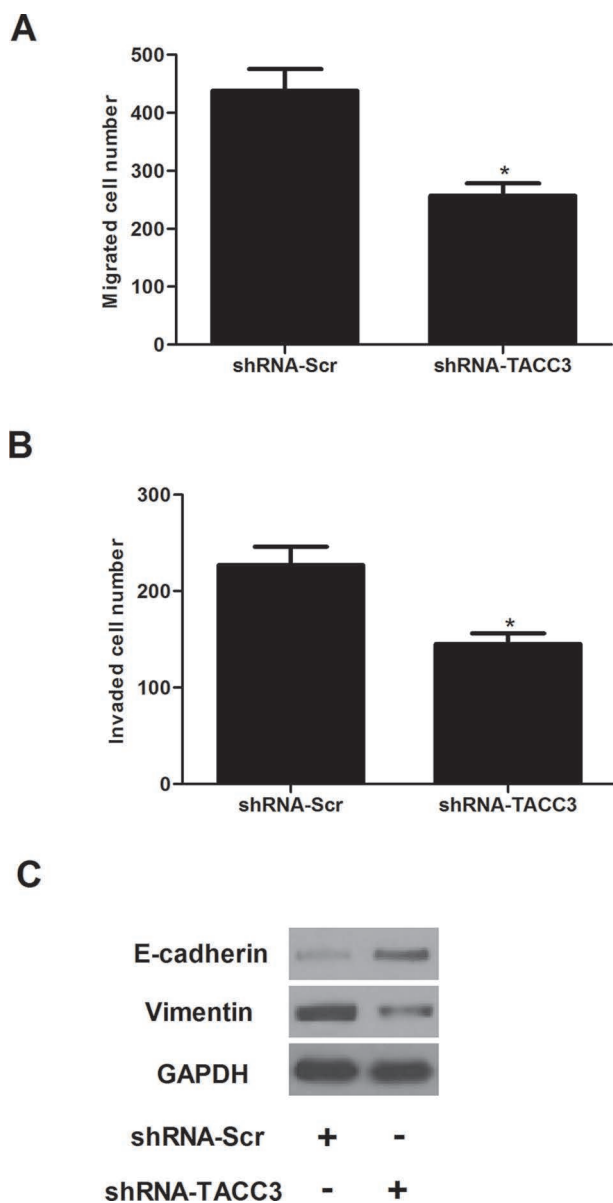 A
Migrated cell number
500
400
300
200
100
0
*
shRNA-Scr shRNA-TACC3
B
Invaded cell number
300
200
100
0
*
shRNA-Scr shRNA-TACC3
C
E-cadherin
Vimentin
GAPDH
shRNA-Scr + -
shRNA-TACC3 - +